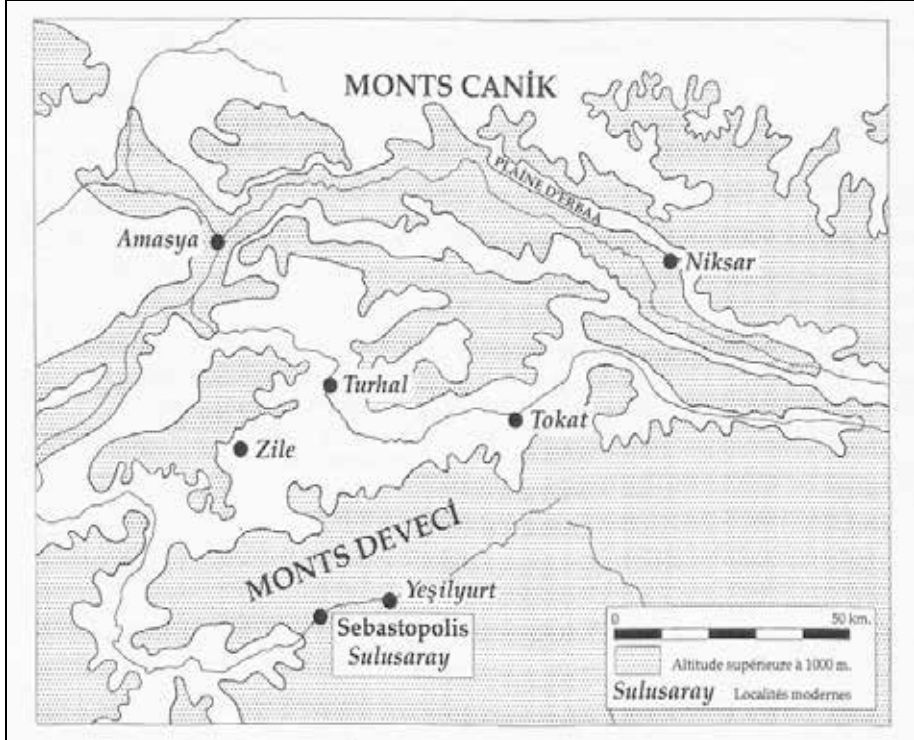 MONTS CANİK
PLAINE D'ERBAA
Amasya
Niksar
Turhal
Tokat
Zile
MONTS DEVECİ
Yeşilyurt
Sebastopolis
Sulusaray
0 50 km.
Altitude supérieure à 1000 m.
Sulusaray Localités modernes